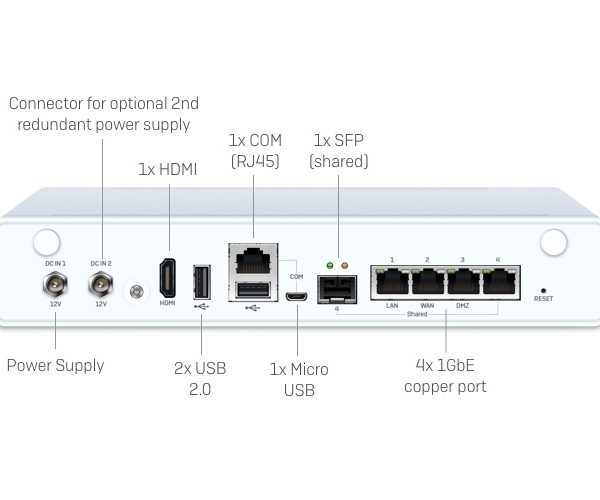 Connector for optional 2nd
redundant power supply
1x HDMI
1x COM
(RJ45)
1x SFP
(shared)
DC IN 1
DC IN 2
12V
12V
HDMI
COM
4
1
2
3
4
LAN
WAN
DMZ
Shared
RESET
Power Supply
2x USB
2.0
1x Micro
USB
4x 1GbE
copper port